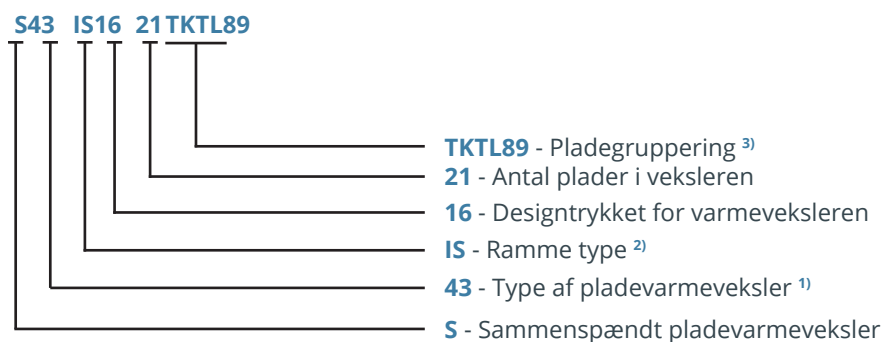 S43 IS16 21 TKTL89
TKTL89 - Pladegruppering 3)
21 - Antal plader i veksleren
16 - Designtrykket for varmeveksleren
IS - Ramme type 2)
43 - Type af pladevarmeveksler 1)
S - Sammenspændt pladevarmeveksler